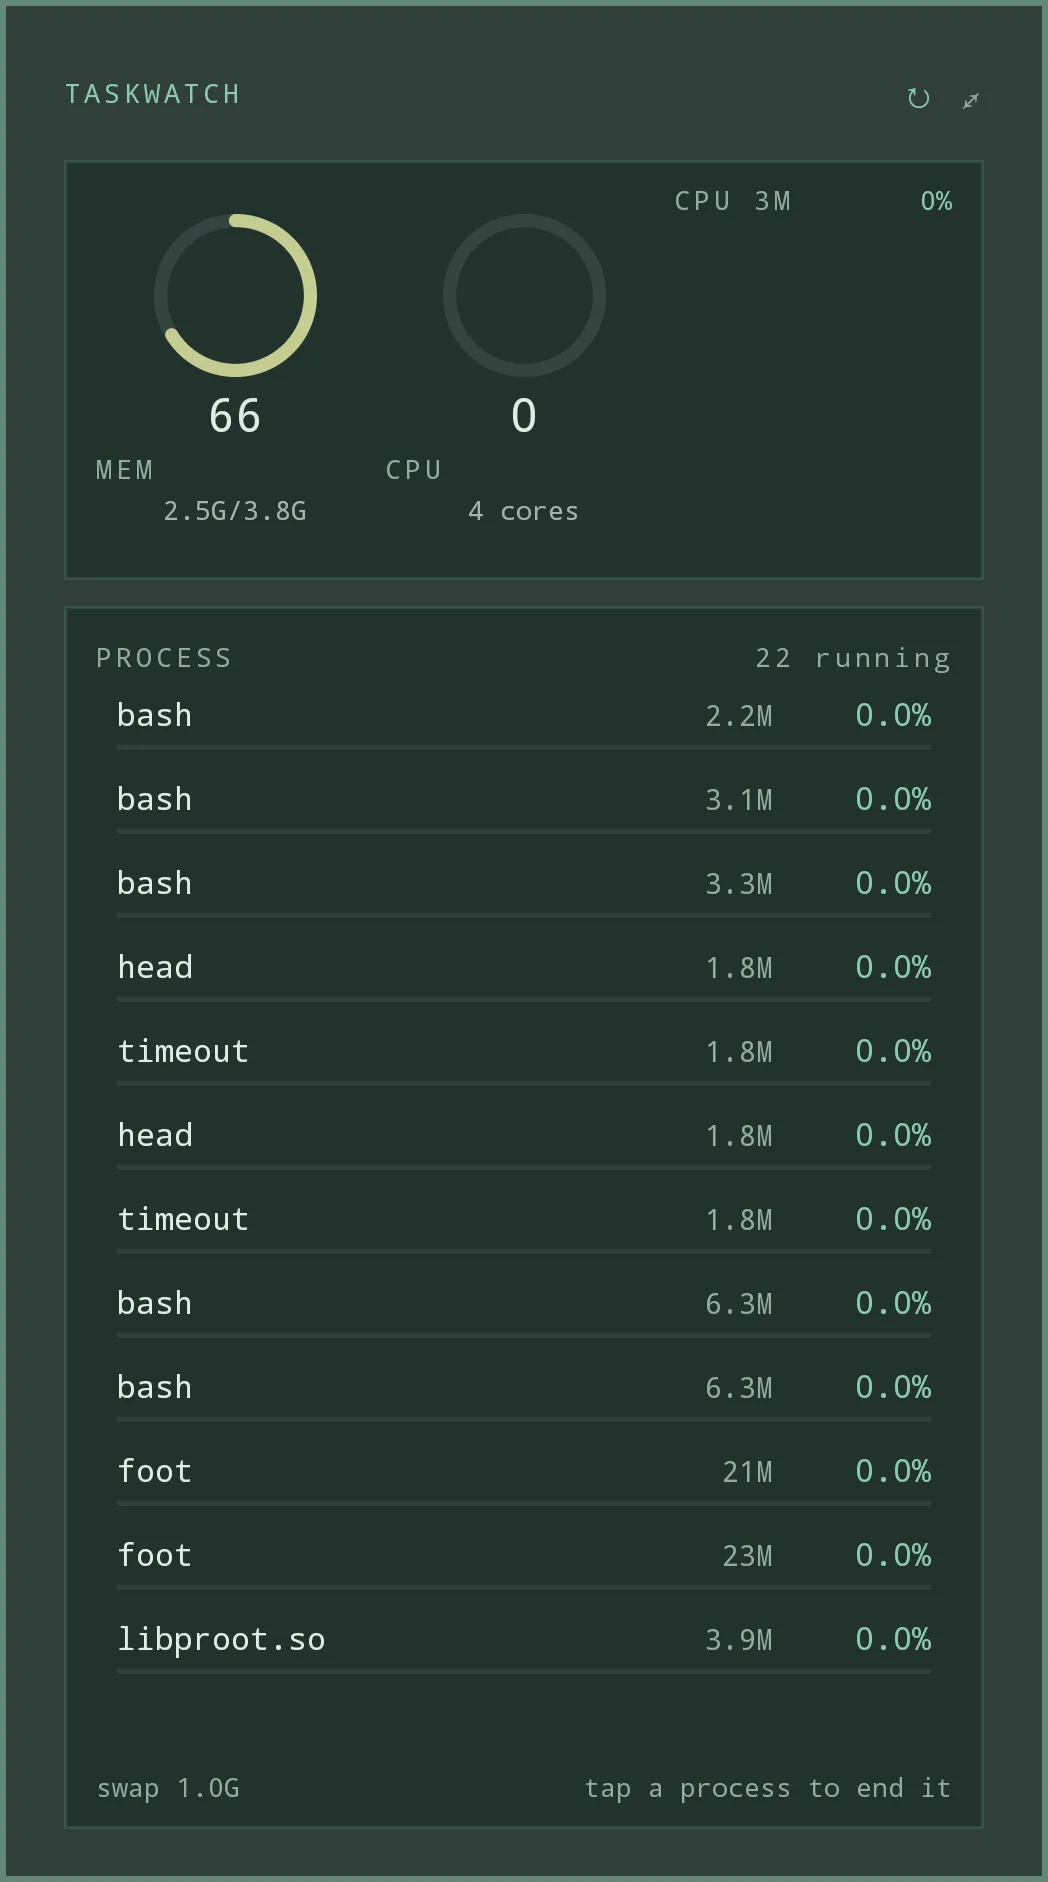 TASKWATCH
CPU 3M 0%
66 0
MEM CPU
2.5G/3.8G 4 cores
PROCESS 22 running
bash 2.2M 0.0%
bash 3.1M 0.0%
bash 3.3M 0.0%
head 1.8M 0.0%
timeout 1.8M 0.0%
head 1.8M 0.0%
timeout 1.8M 0.0%
bash 6.3M 0.0%
bash 6.3M 0.0%
foot 21M 0.0%
foot 23M 0.0%
libproot.so 3.9M 0.0%
swap 1.0G tap a process to end it